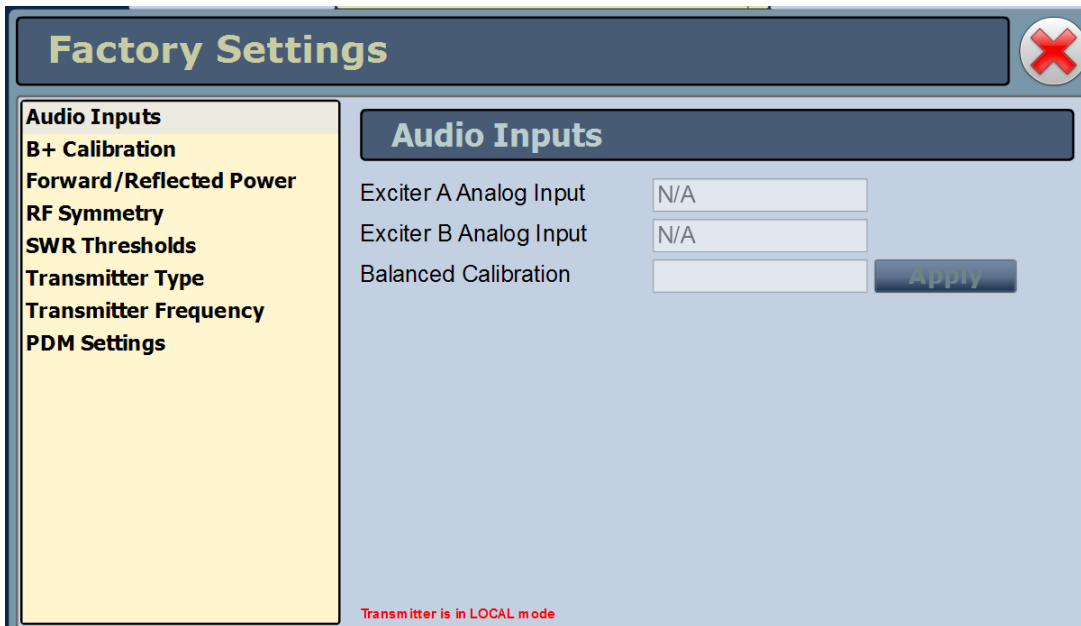 Factory Settings
Audio Inputs
B+ Calibration
Forward/Reflected Power
RF Symmetry
SWR Thresholds
Transmitter Type
Transmitter Frequency
PDM Settings
Audio Inputs
Exciter A Analog Input N/A
Exciter B Analog Input N/A
Balanced Calibration Apply
Transmitter is in LOCAL mode